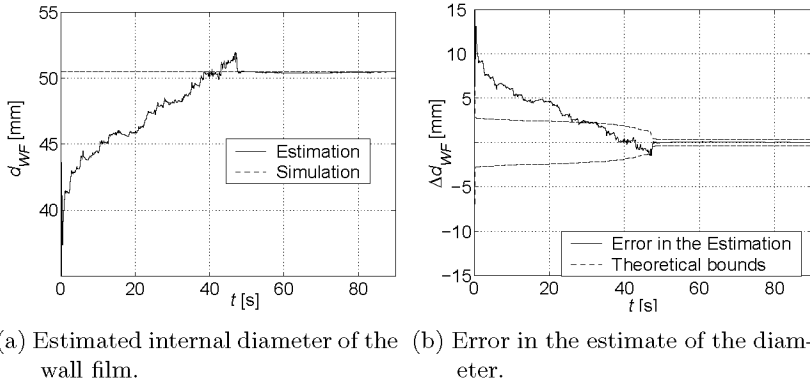 55
50
45
40
d_WF [mm]
Estimation
Simulation
0 20 40 60 80
t [s]
(a) Estimated internal diameter of the
wall film.
15
10
5
0
−5
−10
−15
Δd_WF [mm]
Error in the Estimation
Theoretical bounds
0 20 40 60 80
t [s]
(b) Error in the estimate of the diam-
eter.